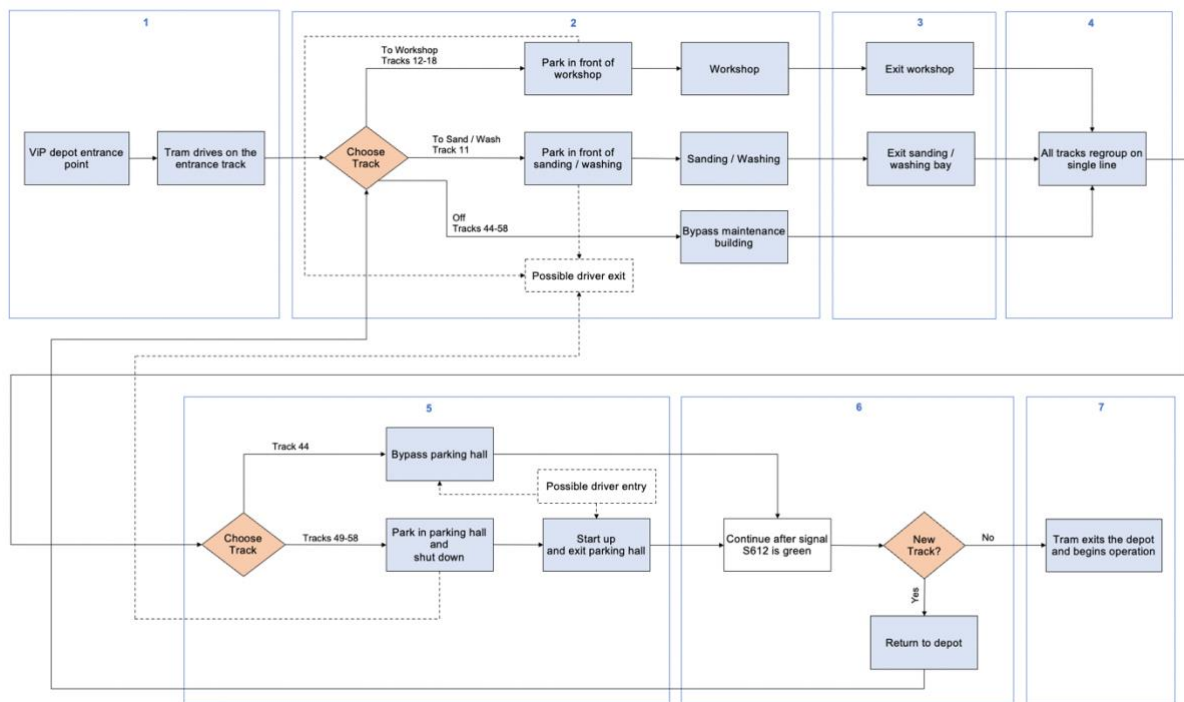 1
2
3
4
To Workshop
Tracks 12-18
Park in front of
workshop
Workshop
Exit workshop
ViP depot entrance
point
Tram drives on the
entrance track
Choose
Track
To Sand / Wash
Track 11
Park in front of
sanding / washing
Sanding / Washing
Exit sanding /
washing bay
All tracks regroup on
single line
Off
Tracks 44-58
Bypass maintenance
building
Possible driver exit
5
6
7
Track 44
Bypass parking hall
Possible driver entry
Choose
Track
Tracks 49-58
Park in parking hall
and
shut down
Start up
and exit parking hall
Continue after signal
S612 is green
New
Track?
No
Tram exits the depot
and begins operation
Yes
Return to depot